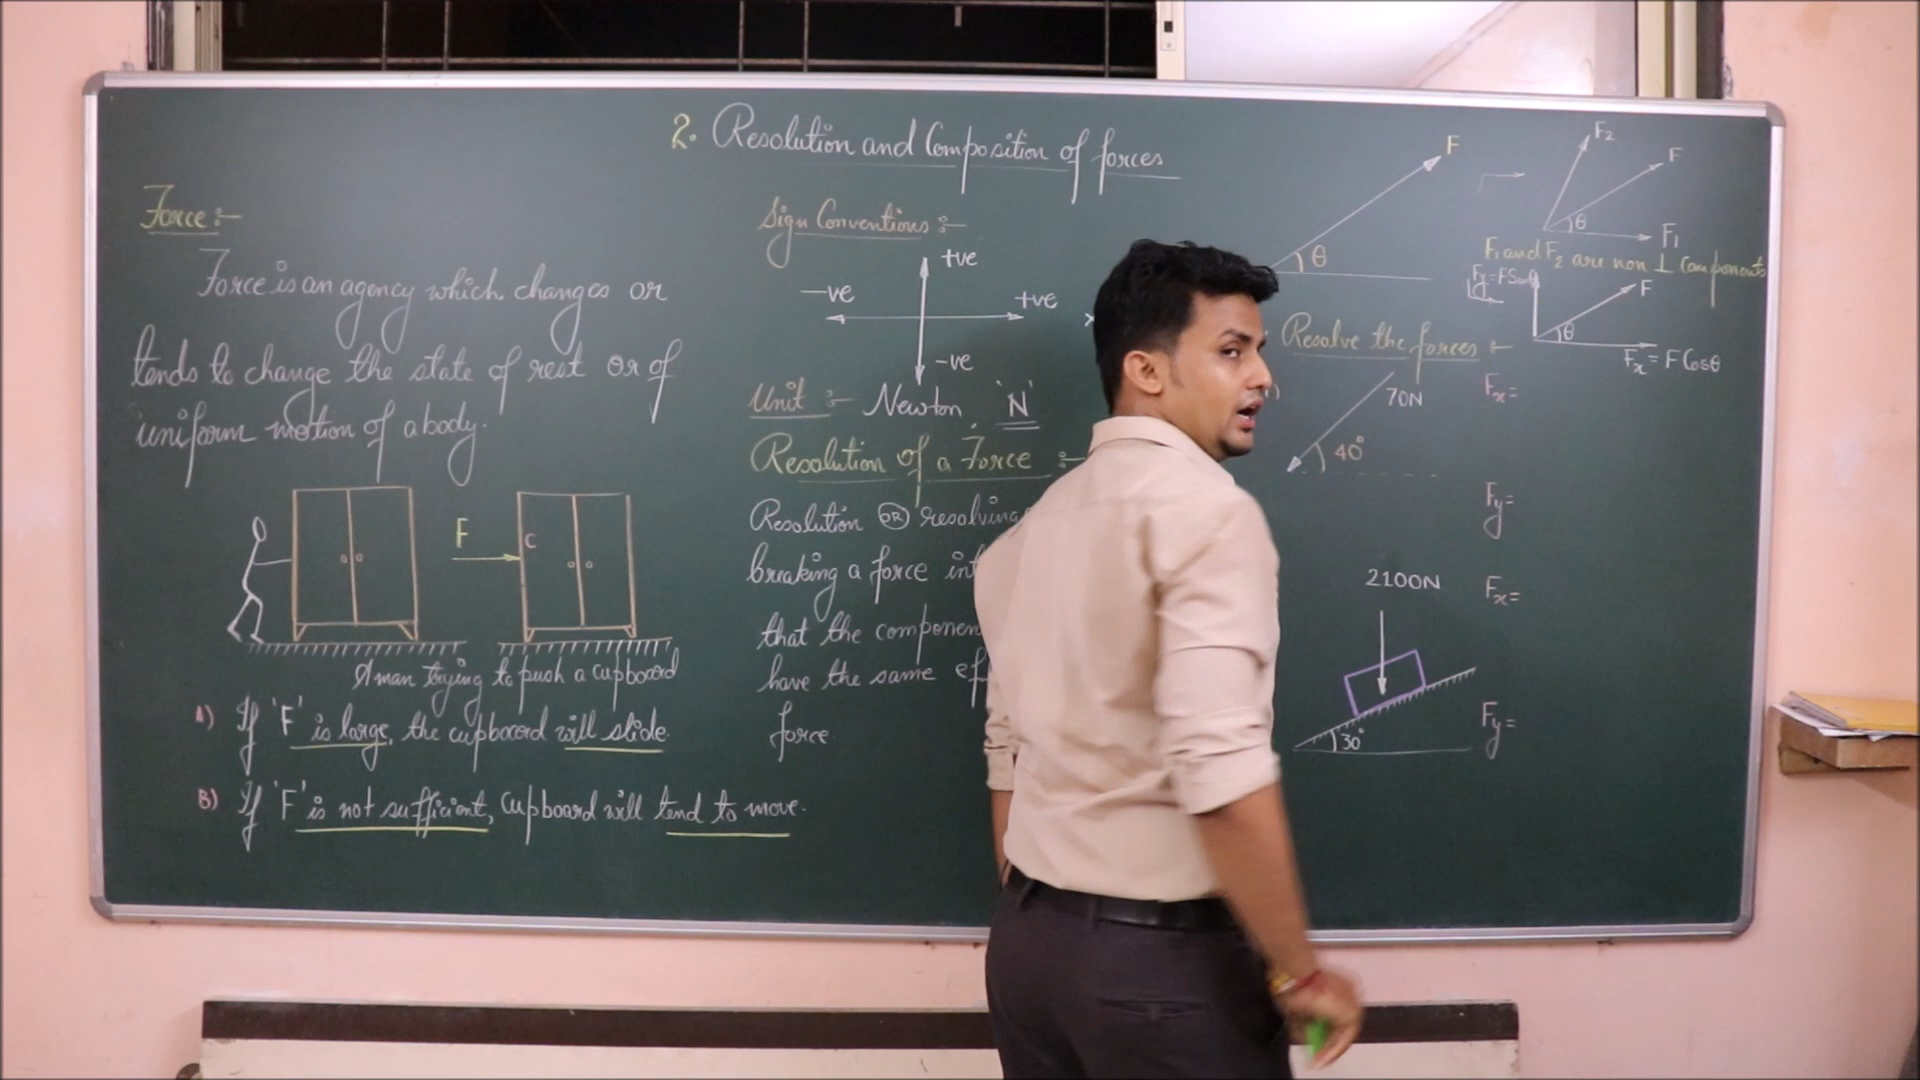 2. Resolution and Composition of forces
Force :-
Force is an agency which changes or
tends to change the state of rest or of
uniform motion of a body.
F
C
A man trying to push a cupboard
A) If 'F' is large, the cupboard will slide.
B) If 'F' is not sufficient, cupboard will tend to move.
Sign Conventions :-
+ve
-ve
+ve
-ve
Unit :- Newton 'N'
Resolution of a Force :-
Resolution OR resolving
breaking a force
that the
have the same
force
F
θ
F2
F
θ
F1
F1 and F2 are non ⊥ Components
F
θ
Fx = F Cosθ
Resolve the forces :-
70N
40°
Fx=
Fy=
2100N
30°
Fx=
Fy=